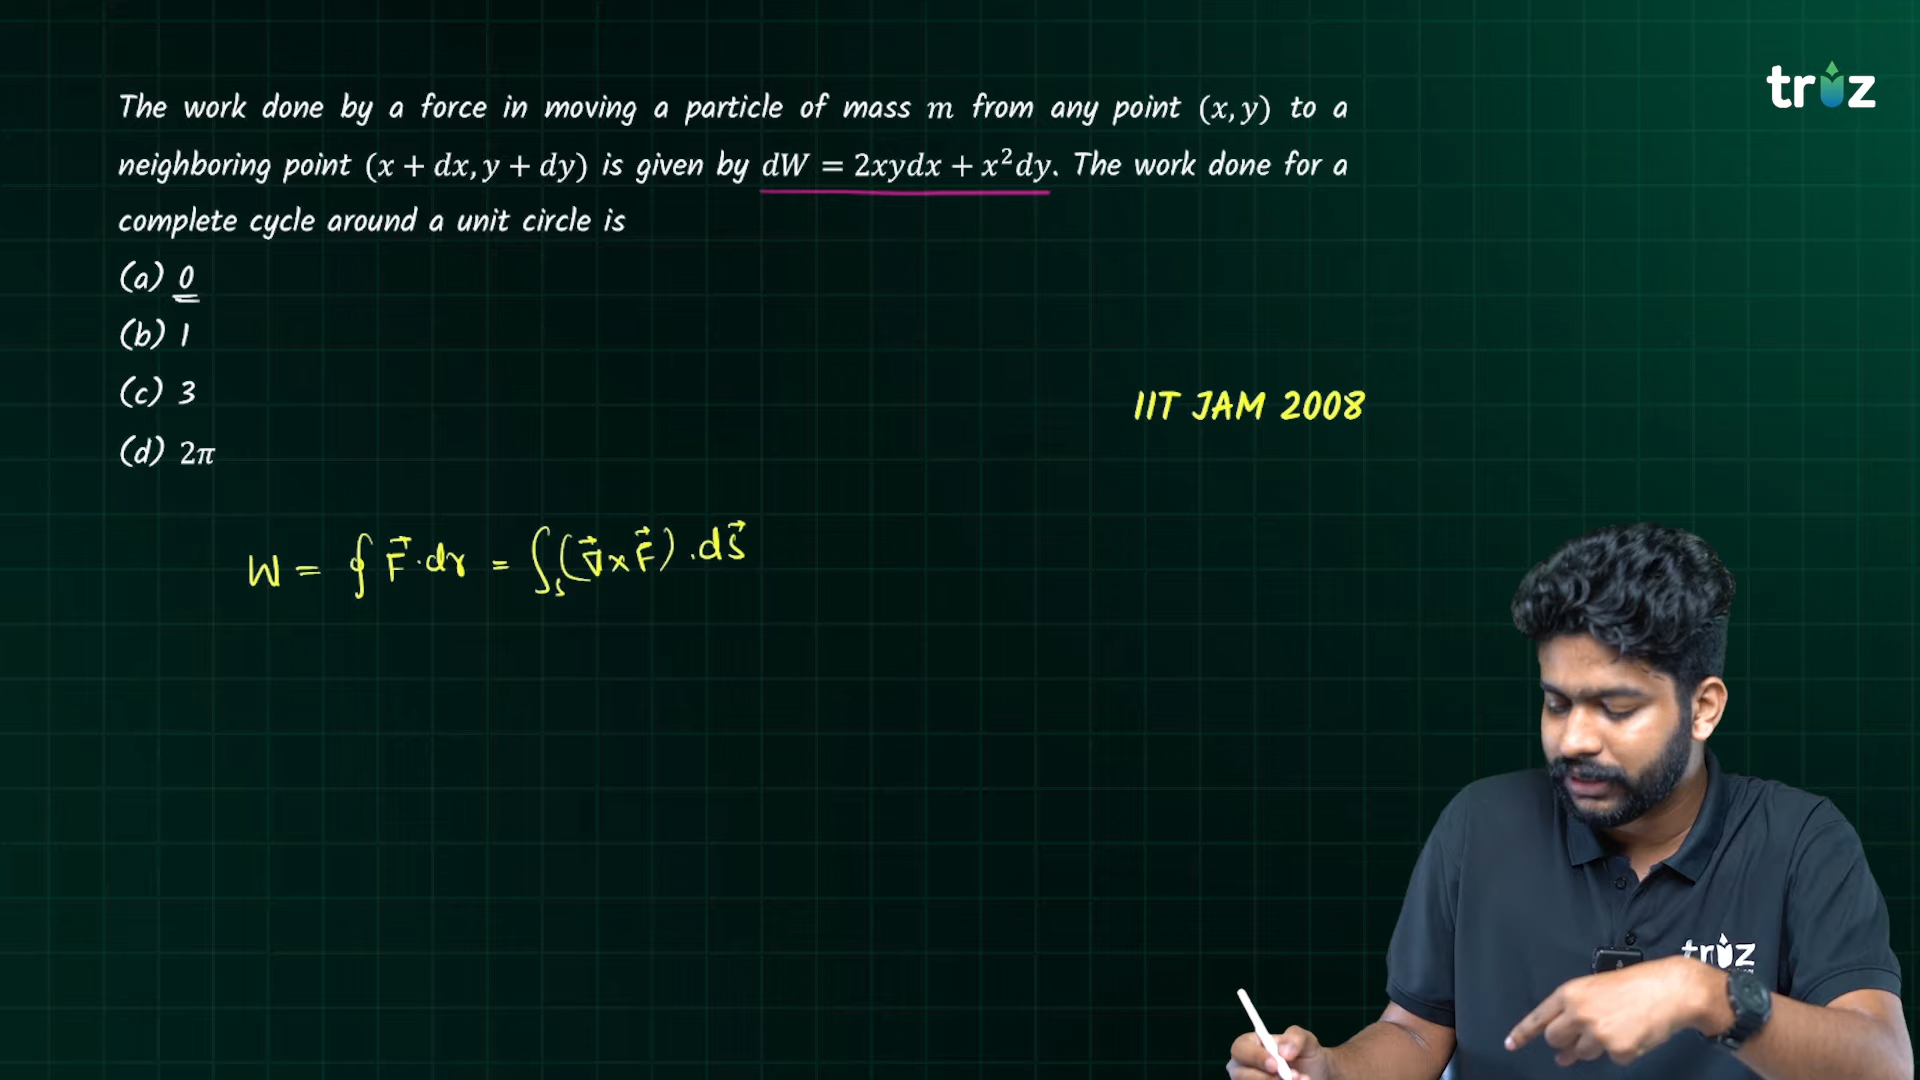 truz
The work done by a force in moving a particle of mass m from any point (x, y) to a
neighboring point (x + dx, y + dy) is given by dW = 2xydx + x²dy. The work done for a
complete cycle around a unit circle is
(a) 0
(b) 1
(c) 3
(d) 2π
IIT JAM 2008
W = ∮ F⃗ · dr = ∫ₛ (∇⃗ × F⃗) . dS⃗
truz